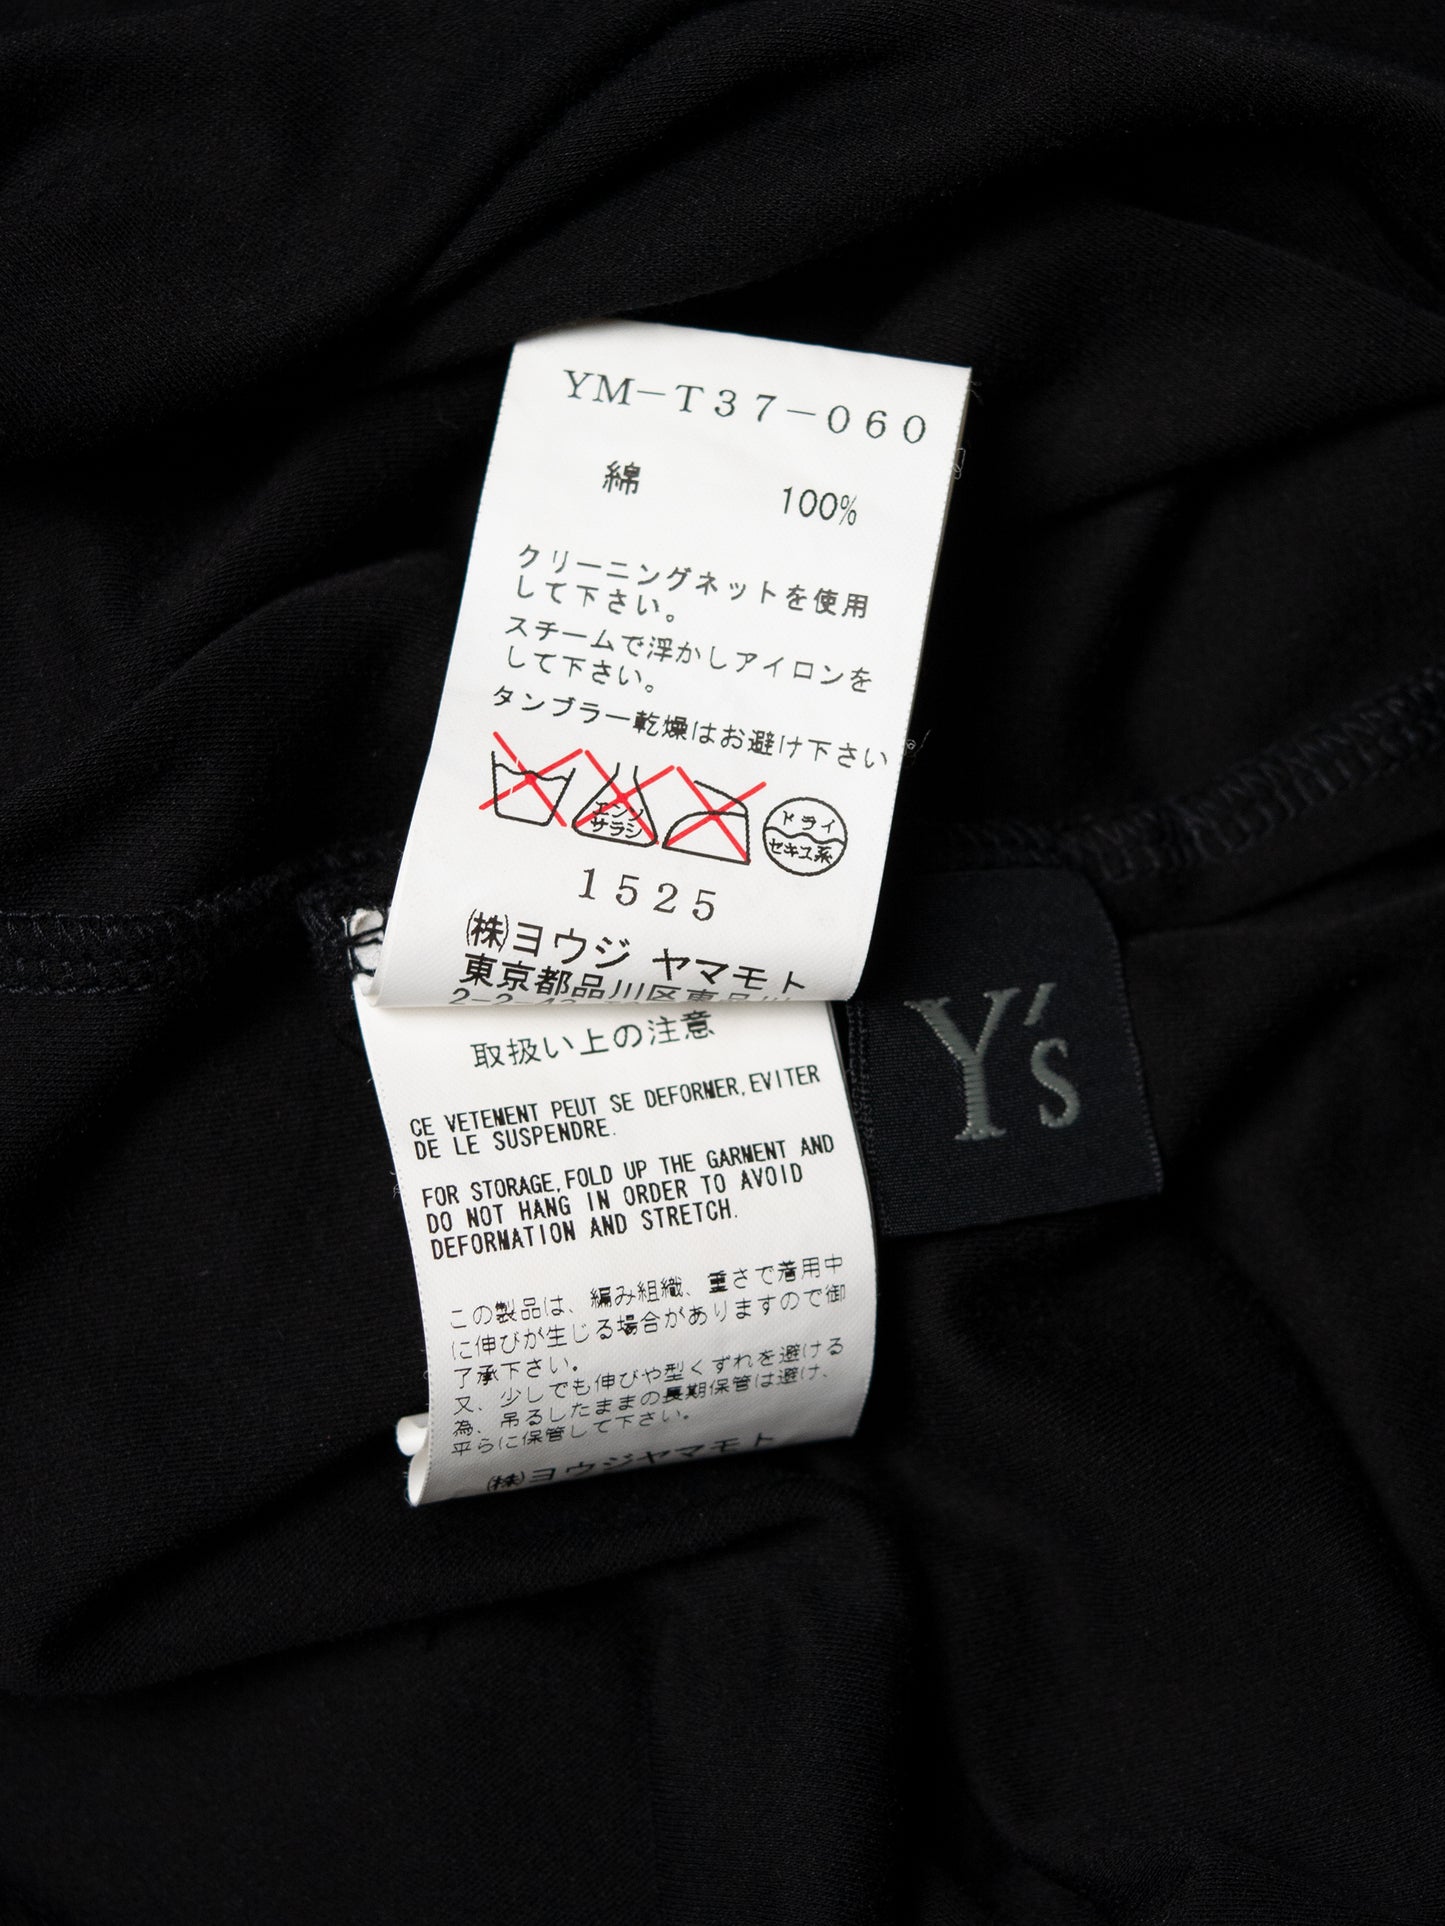 YM-T37-060
綿 100%
クリーニングネットを使用
して下さい。
スチームで浮かしアイロンを
して下さい。
タンブラー乾燥はお避け下さい
エンソ
サラシ
ドライ
セキユ系
1525
㈱ヨウジ ヤマモト
東京都品川区東品川
取扱い上の注意
CE VETEMENT PEUT SE DEFORMER,EVITER
DE LE SUSPENDRE.
FOR STORAGE,FOLD UP THE GARMENT AND
DO NOT HANG IN ORDER TO AVOID
DEFORMATION AND STRETCH.
この製品は、編み組織、重さで着用中
に伸びが生じる場合がありますので御
了承下さい。
又、少しでも伸びや型くずれを避ける
為、吊るしたままの長期保管は避け、
平らに保管して下さい。
㈱ヨウジヤマモト
Y's